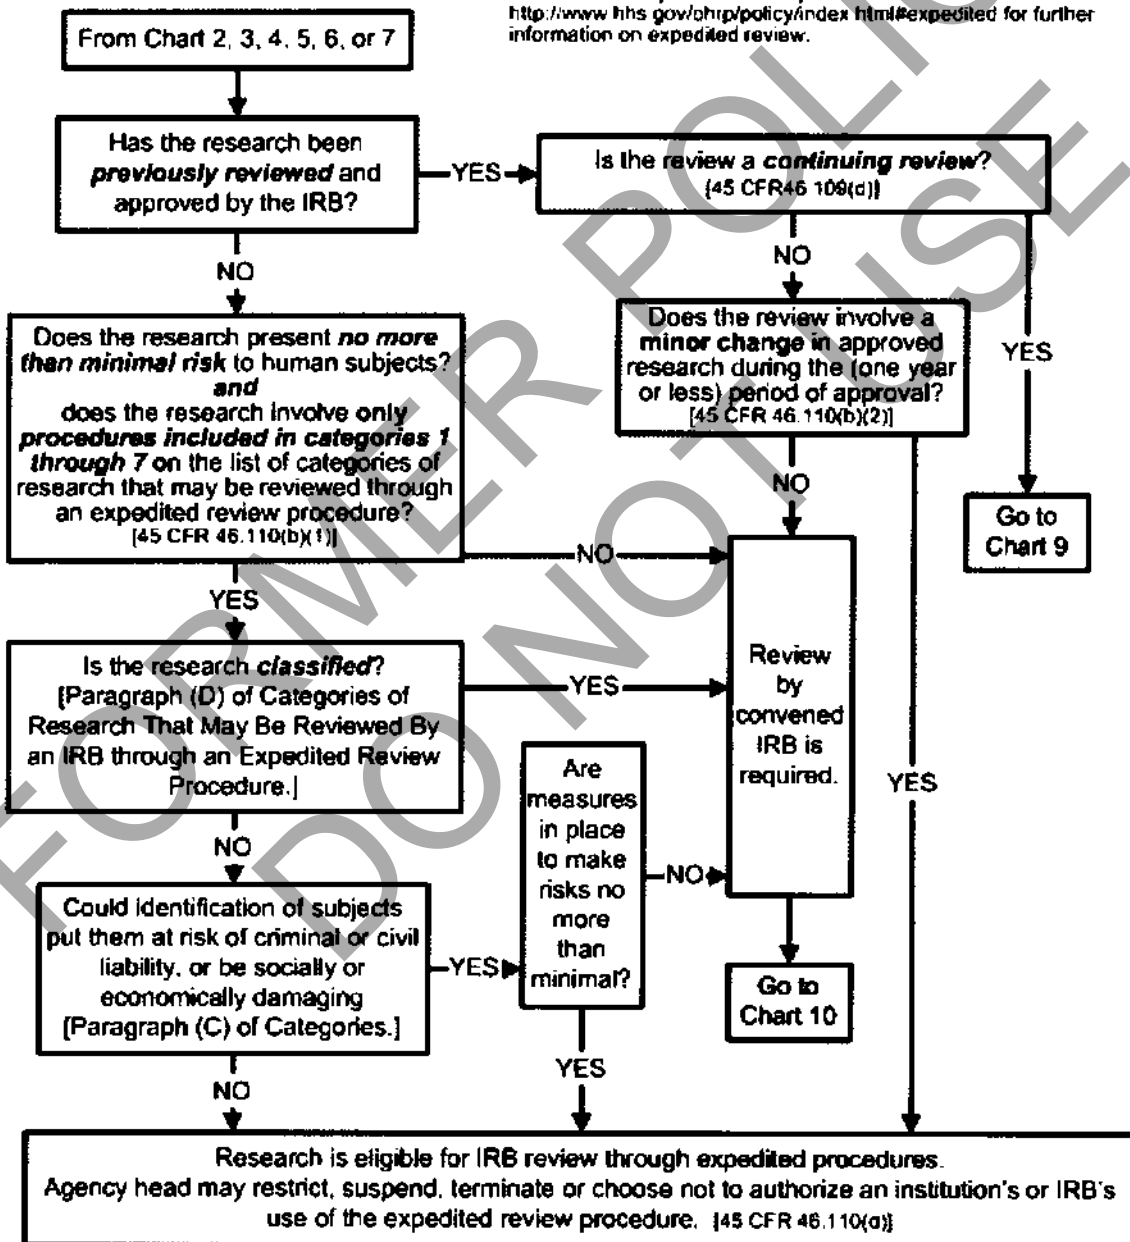 http://www hhs gov/ohrp/policy/index html#expedited for further
information on expedited review.
From Chart 2, 3, 4, 5, 6, or 7
Has the research been
previously reviewed and
approved by the IRB?
YES
Is the review a continuing review?
[45 CFR46 109(d)]
NO
NO
YES
Does the research present no more
than minimal risk to human subjects?
and
does the research involve only
procedures included in categories 1
through 7 on the list of categories of
research that may be reviewed through
an expedited review procedure?
[45 CFR 46.110(b)(1)]
Does the review involve a
minor change in approved
research during the (one year
or less) period of approval?
[45 CFR 46.110(b)(2)]
NO
Go to
Chart 9
NO
YES
Is the research classified?
[Paragraph (D) of Categories of
Research That May Be Reviewed By
an IRB through an Expedited Review
Procedure.]
YES
Review
by
convened
IRB is
required.
YES
Are
measures
in place
to make
risks no
more
than
minimal?
NO
NO
Could identification of subjects
put them at risk of criminal or civil
liability, or be socially or
economically damaging
[Paragraph (C) of Categories.]
YES
Go to
Chart 10
YES
NO
Research is eligible for IRB review through expedited procedures.
Agency head may restrict, suspend, terminate or choose not to authorize an institution's or IRB's
use of the expedited review procedure. [45 CFR 46.110(a)]
FORMER POLIC
DO NOT USE